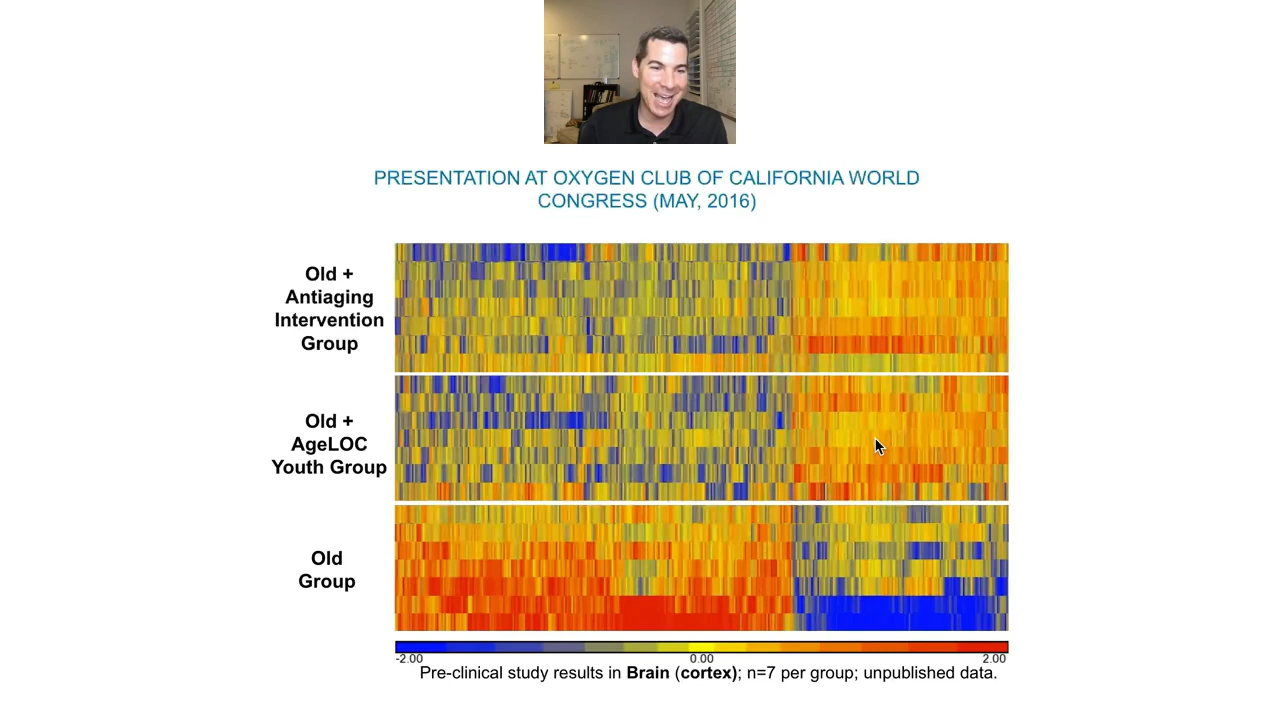 PRESENTATION AT OXYGEN CLUB OF CALIFORNIA WORLD
CONGRESS (MAY, 2016)
Old +
Antiaging
Intervention
Group
Old +
AgeLOC
Youth Group
Old
Group
-2.00 0.00 2.00
Pre-clinical study results in Brain (cortex); n=7 per group; unpublished data.